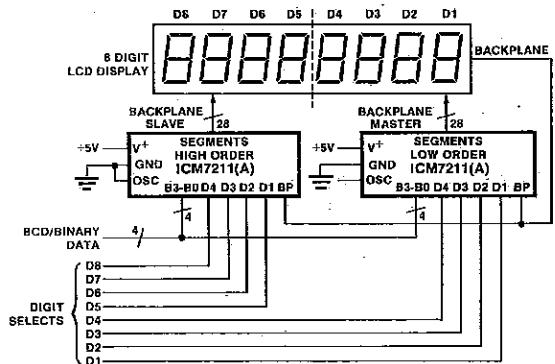 D8 D7 D6 D5 D4 D3 D2 D1
8 DIGIT
LCD DISPLAY
BACKPLANE
BACKPLANE
SLAVE
28
BACKPLANE
MASTER
28
+5V
V+
GND
OSC
SEGMENTS
HIGH ORDER
ICM7211(A)
B3-B0 D4 D3 D2 D1 BP
+5V
V+
GND
OSC
SEGMENTS
LOW ORDER
ICM7211(A)
B3-B0 D4 D3 D2 D1 BP
4
4
BCD/BINARY
DATA
4
DIGIT
SELECTS
D8
D7
D6
D5
D4
D3
D2
D1